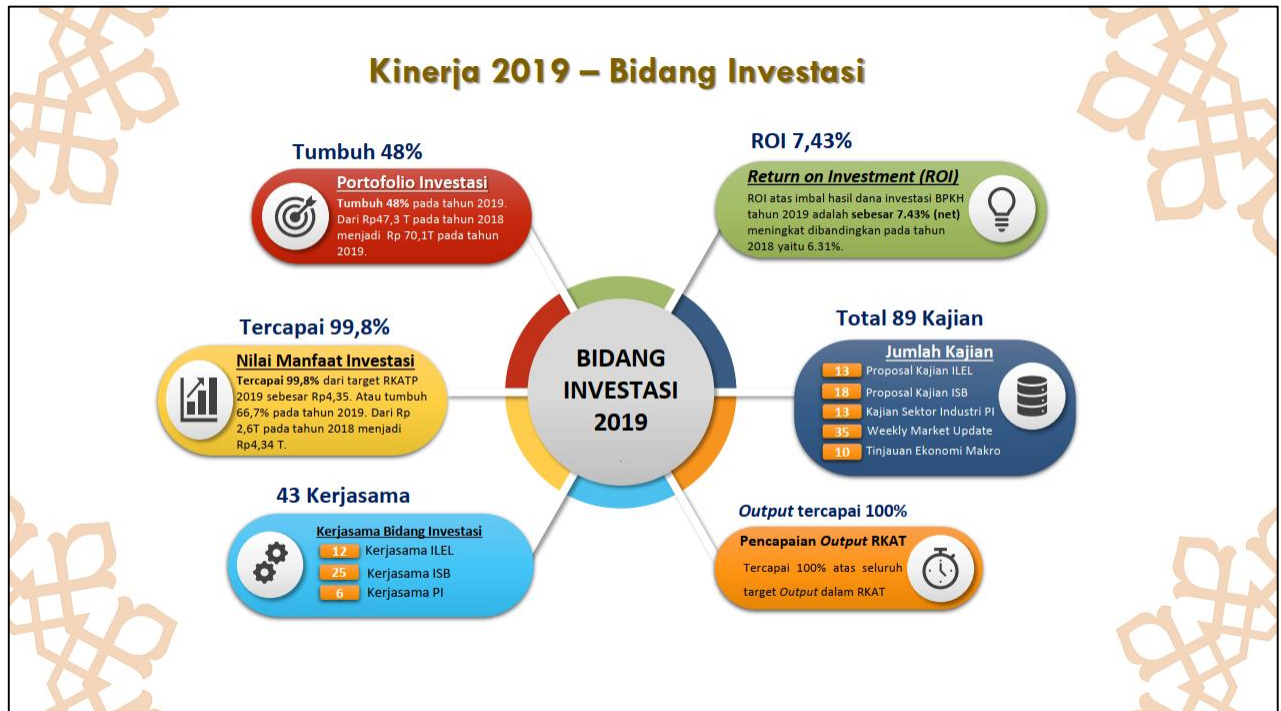 Kinerja 2019 – Bidang Investasi
Tumbuh 48%
Portofolio Investasi
Tumbuh 48% pada tahun 2019.
Dari Rp47,3 T pada tahun 2018
menjadi Rp 70,1T pada tahun
2019.
ROI 7,43%
Return on Investment (ROI)
ROI atas imbal hasil dana investasi BPKH
tahun 2019 adalah sebesar 7.43% (net)
meningkat dibandingkan pada tahun
2018 yaitu 6.31%.
Tercapai 99,8%
Nilai Manfaat Investasi
Tercapai 99,8% dari target RKATP
2019 sebesar Rp4,35. Atau tumbuh
66,7% pada tahun 2019. Dari Rp
2,6T pada tahun 2018 menjadi
Rp4,34 T.
BIDANG
INVESTASI
2019
Total 89 Kajian
Jumlah Kajian
13 Proposal Kajian ILEL
18 Proposal Kajian ISB
13 Kajian Sektor Industri PI
35 Weekly Market Update
10 Tinjauan Ekonomi Makro
43 Kerjasama
Kerjasama Bidang Investasi
12 Kerjasama ILEL
25 Kerjasama ISB
6 Kerjasama PI
Output tercapai 100%
Pencapaian Output RKAT
Tercapai 100% atas seluruh
target Output dalam RKAT